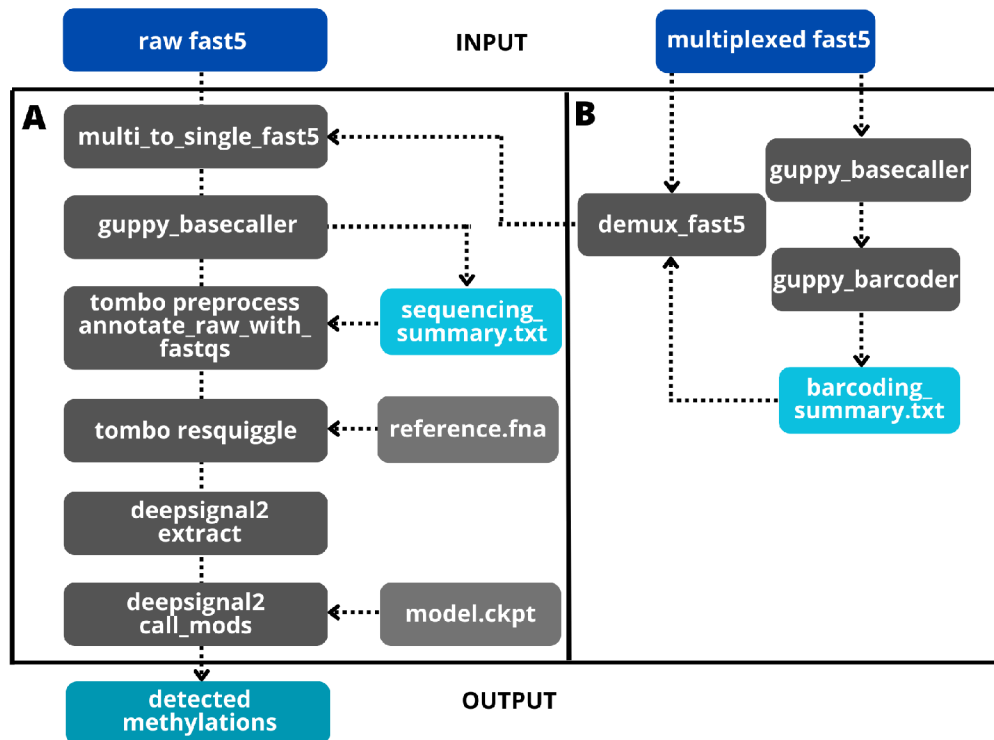 raw fast5
INPUT
multiplexed fast5
A
B
multi_to_single_fast5
guppy_basecaller
guppy_basecaller
demux_fast5
guppy_barcoder
tombo preprocess
annotate_raw_with_
fastqs
sequencing_
summary.txt
barcoding_
summary.txt
tombo resquiggle
reference.fna
deepsignal2
extract
deepsignal2
call_mods
model.ckpt
detected
methylations
OUTPUT